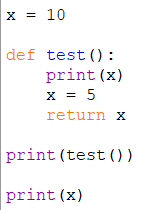 x = 10
def test():
    print(x)
    x = 5
    return x
print(test())
print(x)